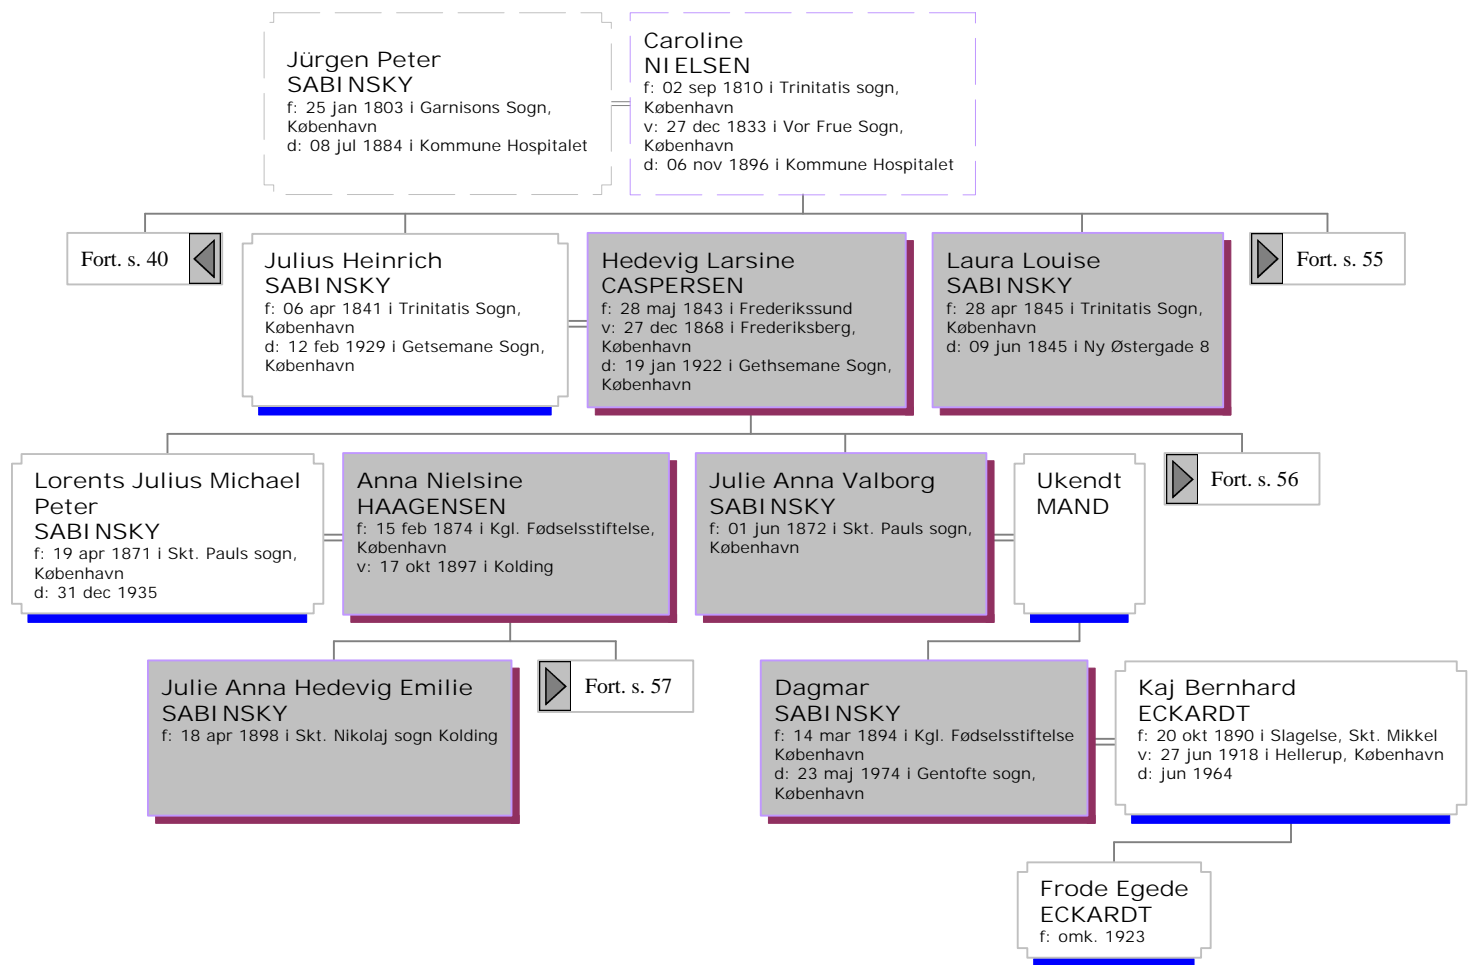 Jürgen Peter
SABINSKY
f: 25 jan 1803 i Garnisons Sogn,
København
d: 08 jul 1884 i Kommune Hospitalet
Caroline
NIELSEN
f: 02 sep 1810 i Trinitatis sogn,
København
v: 27 dec 1833 i Vor Frue Sogn,
København
d: 06 nov 1896 i Kommune Hospitalet
Fort. s. 40
Julius Heinrich
SABINSKY
f: 06 apr 1841 i Trinitatis Sogn,
København
d: 12 feb 1929 i Getsemane Sogn,
København
Hedevig Larsine
CASPERSEN
f: 28 maj 1843 i Frederikssund
v: 27 dec 1868 i Frederiksberg,
København
d: 19 jan 1922 i Gethsemane Sogn,
København
Laura Louise
SABINSKY
f: 28 apr 1845 i Trinitatis Sogn,
København
d: 09 jun 1845 i Ny Østergade 8
Fort. s. 55
Lorents Julius Michael
Peter
SABINSKY
f: 19 apr 1871 i Skt. Pauls sogn,
København
d: 31 dec 1935
Anna Nielsine
HAAGENSEN
f: 15 feb 1874 i Kgl. Fødselsstiftelse,
København
v: 17 okt 1897 i Kolding
Julie Anna Valborg
SABINSKY
f: 01 jun 1872 i Skt. Pauls sogn,
København
Ukendt
MAND
Fort. s. 56
Julie Anna Hedevig Emilie
SABINSKY
f: 18 apr 1898 i Skt. Nikolaj sogn Kolding
Fort. s. 57
Dagmar
SABINSKY
f: 14 mar 1894 i Kgl. Fødselsstiftelse
København
d: 23 maj 1974 i Gentofte sogn,
København
Kaj Bernhard
ECKARDT
f: 20 okt 1890 i Slagelse, Skt. Mikkel
v: 27 jun 1918 i Hellerup, København
d: jun 1964
Frode Egede
ECKARDT
f: omk. 1923